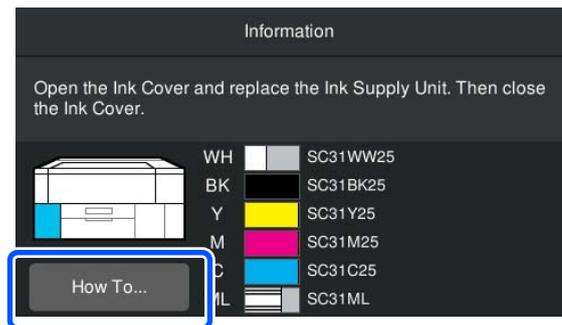 Information
Open the Ink Cover and replace the Ink Supply Unit. Then close
the Ink Cover.
WH SC31WW25
BK SC31BK25
Y SC31Y25
M SC31M25
C SC31C25
ML SC31ML
How To...